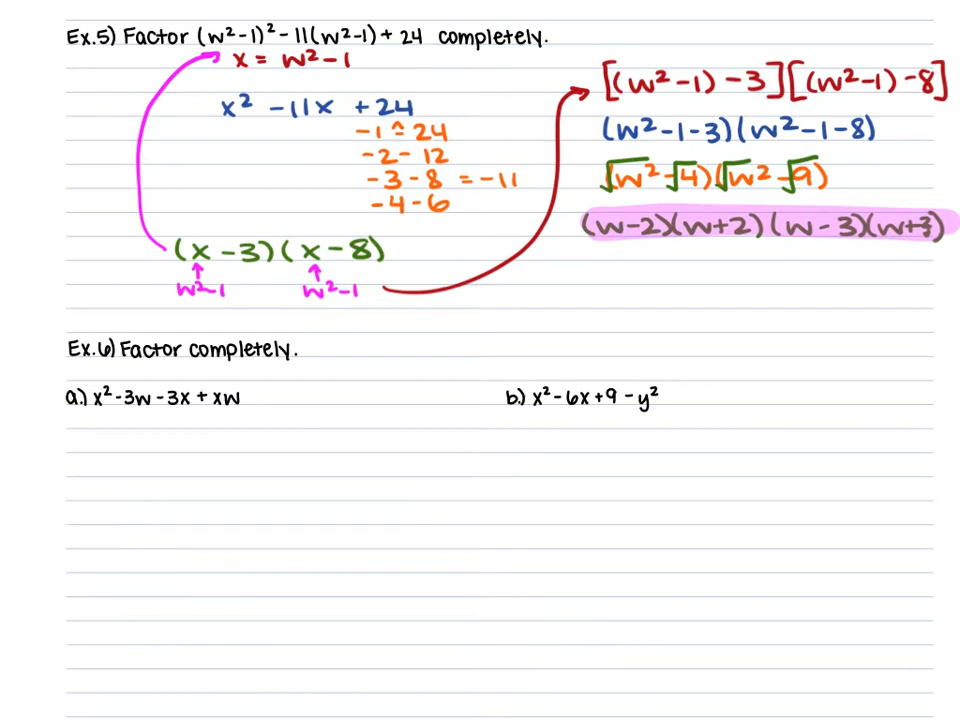 Ex.5) Factor (w²-1)² - 11(w²-1) + 24 completely.
x = w² - 1
x² - 11x + 24
-1 - 24
-2 - 12
-3 - 8 = -11
-4 - 6
(x - 3)(x - 8)
w²-1 w²-1
[(w² - 1) - 3][(w² - 1) - 8]
(w² - 1 - 3)(w² - 1 - 8)
(√w² - √4)(√w² - √9)
(w - 2)(w + 2)(w - 3)(w + 3)
Ex.6) Factor completely.
a.) x² - 3w - 3x + xw
b.) x² - 6x + 9 - y²